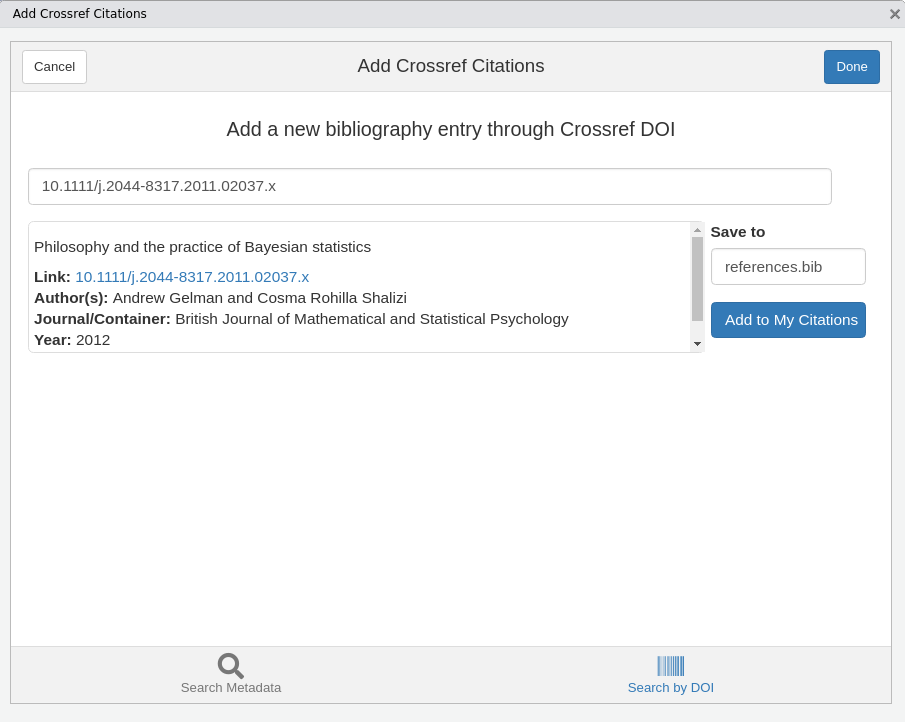 Add Crossref Citations
Cancel
Add Crossref Citations
Done
Add a new bibliography entry through Crossref DOI
10.1111/j.2044-8317.2011.02037.x
Philosophy and the practice of Bayesian statistics
Link: 10.1111/j.2044-8317.2011.02037.x
Author(s): Andrew Gelman and Cosma Rohilla Shalizi
Journal/Container: British Journal of Mathematical and Statistical Psychology
Year: 2012
Save to
references.bib
Add to My Citations
Search Metadata
Search by DOI